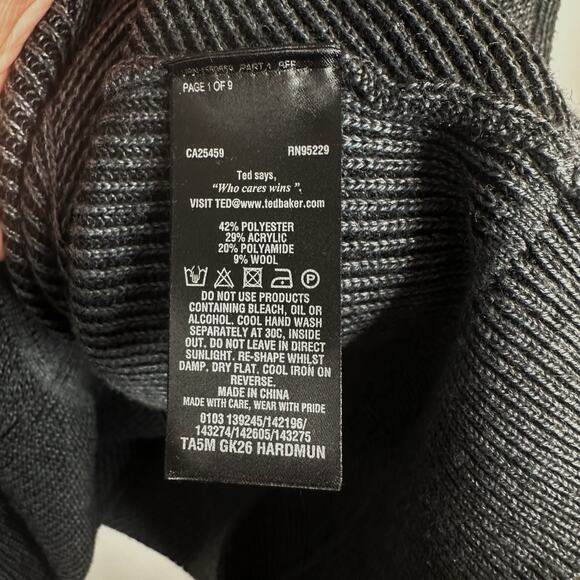 PAGE 1 OF 9
CA25459 RN95229
Ted says,
"Who cares wins".
VISIT TED@www.tedbaker.com
42% POLYESTER
29% ACRYLIC
20% POLYAMIDE
9% WOOL
DO NOT USE PRODUCTS
CONTAINING BLEACH, OIL OR
ALCOHOL. COOL HAND WASH
SEPARATELY AT 30C, INSIDE
OUT. DO NOT LEAVE IN DIRECT
SUNLIGHT. RE-SHAPE WHILST
DAMP. DRY FLAT. COOL IRON ON
REVERSE.
MADE IN CHINA
MADE WITH CARE, WEAR WITH PRIDE
0103 139245/142196/
143274/142605/143275
TA5M GK26 HARDMUN